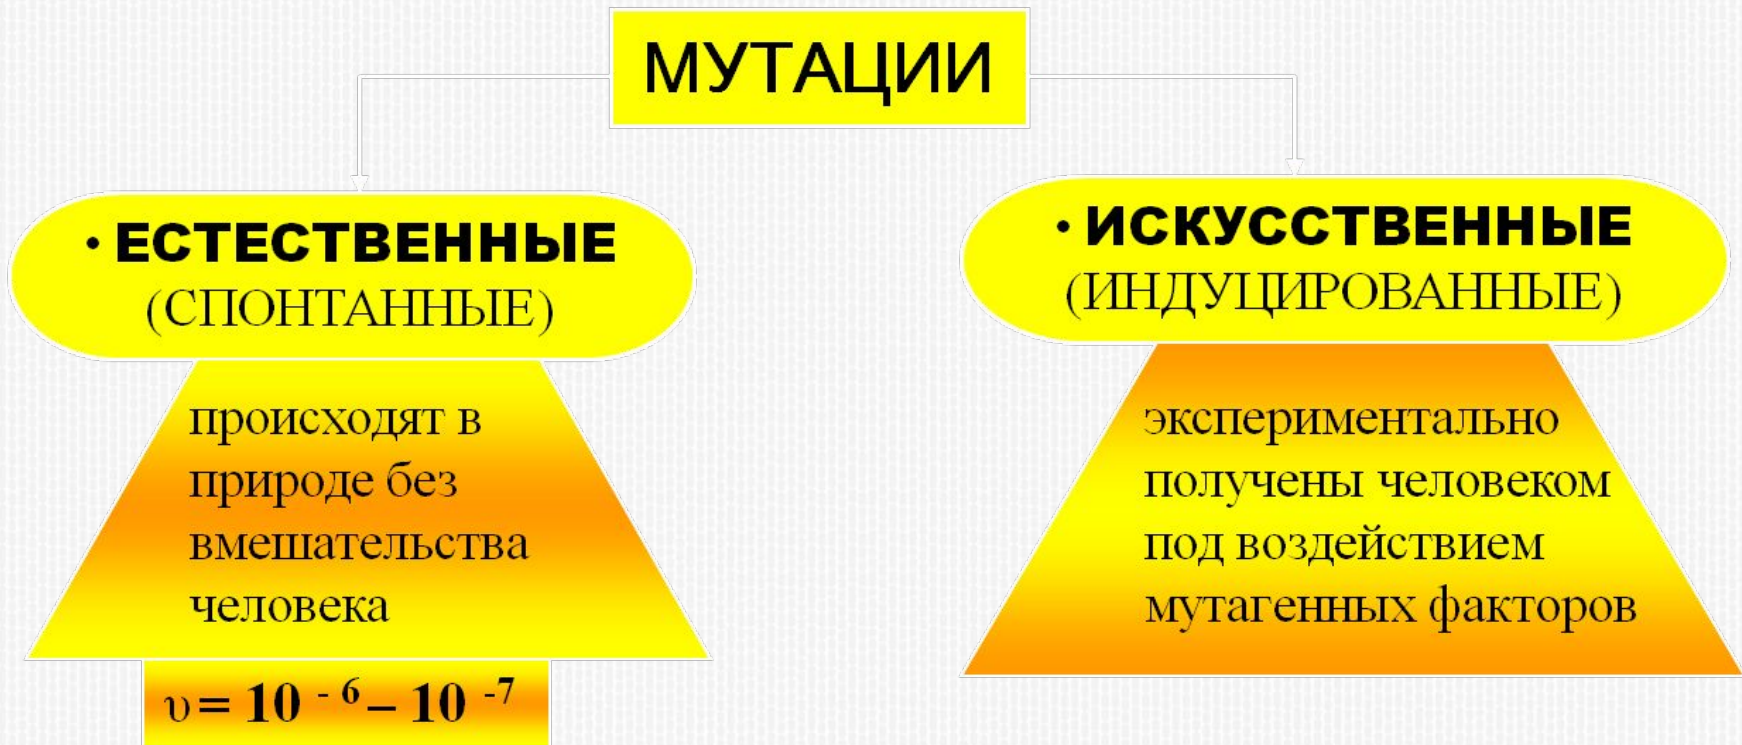 МУТАЦИИ
• ЕСТЕСТВЕННЫЕ
(СПОНТАННЫЕ)
происходят в
природе без
вмешательства
человека
υ = 10 - 6 – 10 -7
• ИСКУССТВЕННЫЕ
(ИНДУЦИРОВАННЫЕ)
экспериментально
получены человеком
под воздействием
мутагенных факторов